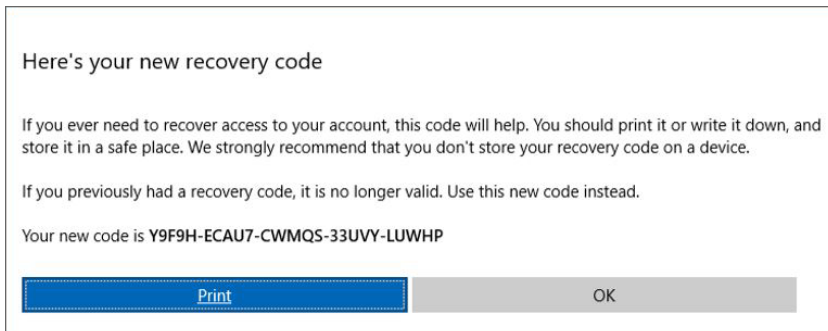 Here's your new recovery code
If you ever need to recover access to your account, this code will help. You should print it or write it down, and
store it in a safe place. We strongly recommend that you don't store your recovery code on a device.
If you previously had a recovery code, it is no longer valid. Use this new code instead.
Your new code is Y9F9H-ECAU7-CWMQS-33UVY-LUWHP
Print
OK